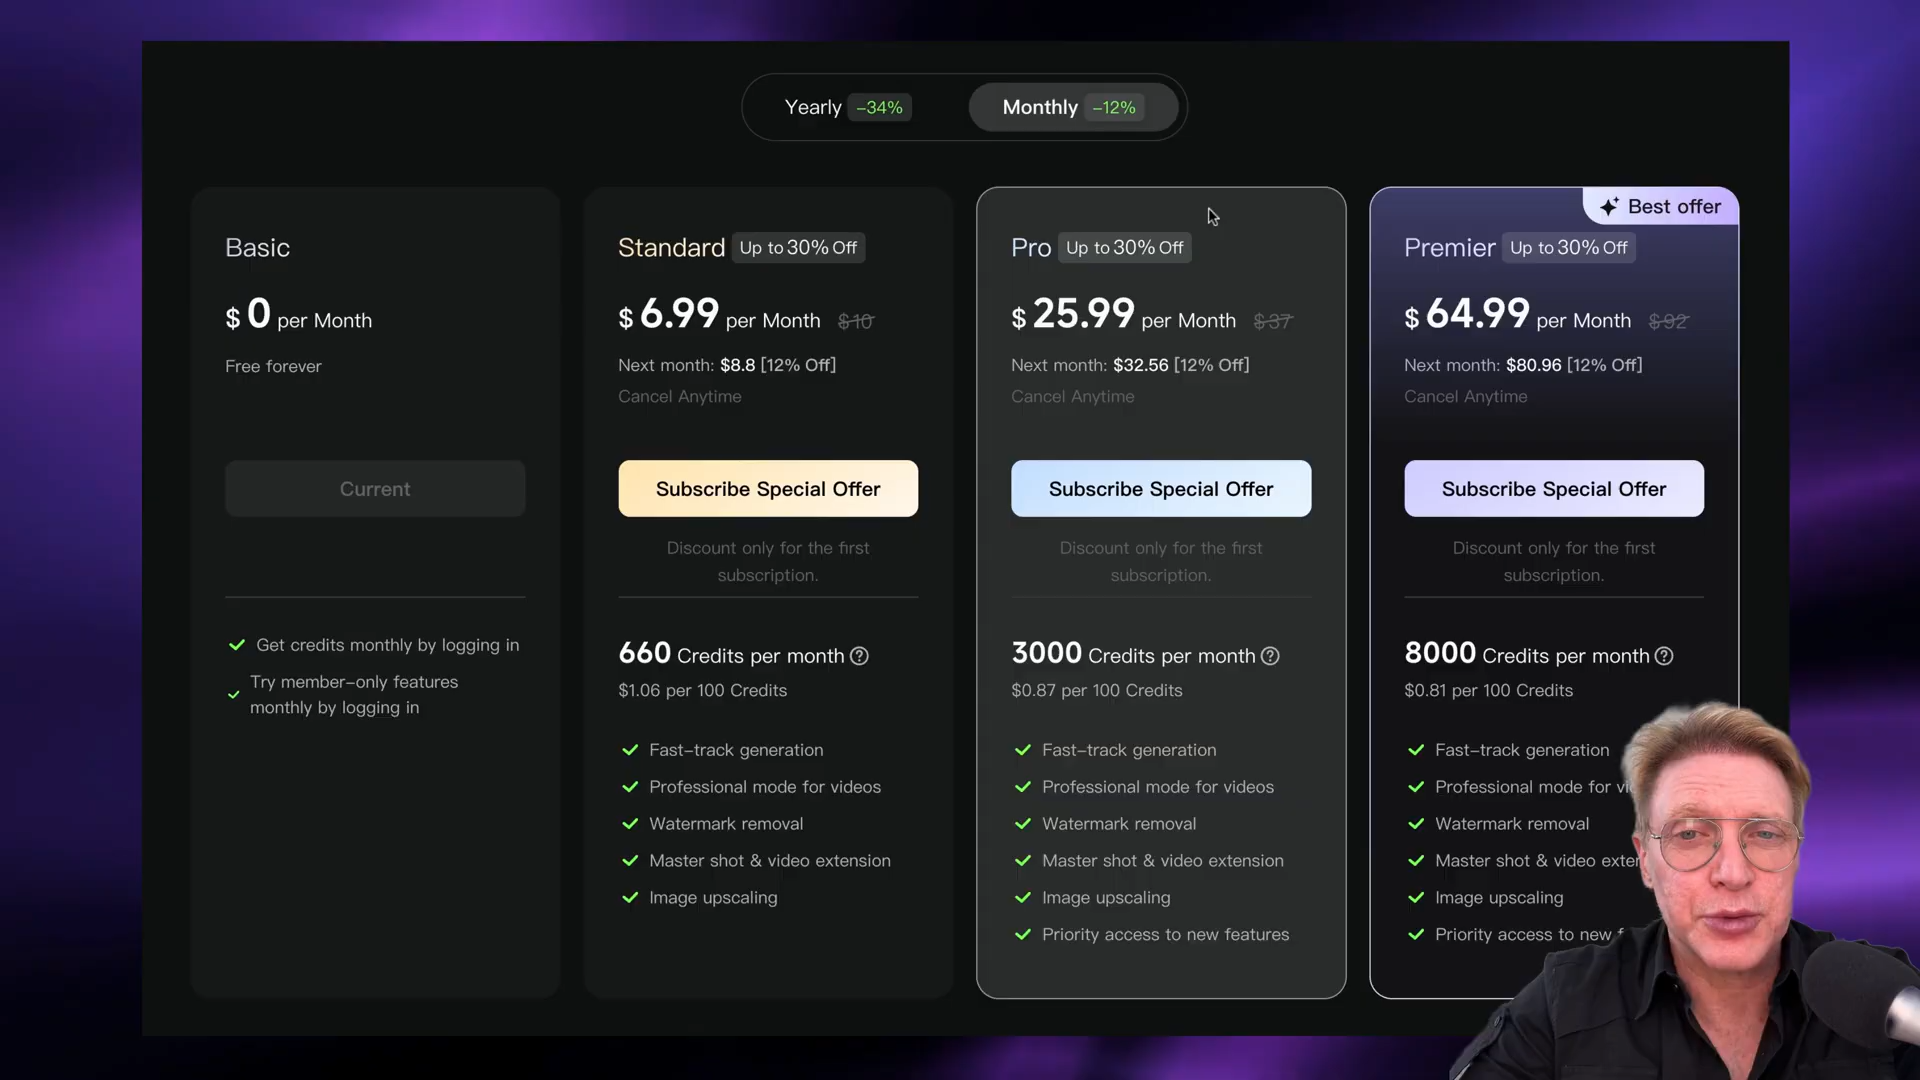 Yearly -34% Monthly -12%
Best offer
Basic
$ 0 per Month
Free forever
Current
Get credits monthly by logging in
Try member-only features
monthly by logging in
Standard Up to 30% Off
$ 6.99 per Month $10
Next month: $8.8 [12% Off]
Cancel Anytime
Subscribe Special Offer
Discount only for the first
subscription.
660 Credits per month ?
$1.06 per 100 Credits
Fast-track generation
Professional mode for videos
Watermark removal
Master shot & video extension
Image upscaling
Pro Up to 30% Off
$ 25.99 per Month $37
Next month: $32.56 [12% Off]
Cancel Anytime
Subscribe Special Offer
Discount only for the first
subscription.
3000 Credits per month ?
$0.87 per 100 Credits
Fast-track generation
Professional mode for videos
Watermark removal
Master shot & video extension
Image upscaling
Priority access to new features
Premier Up to 30% Off
$ 64.99 per Month $92
Next month: $80.96 [12% Off]
Cancel Anytime
Subscribe Special Offer
Discount only for the first
subscription.
8000 Credits per month ?
$0.81 per 100 Credits
Fast-track generation
Professional mode for
Watermark removal
Master shot & video
Image upscaling
Priority access to new